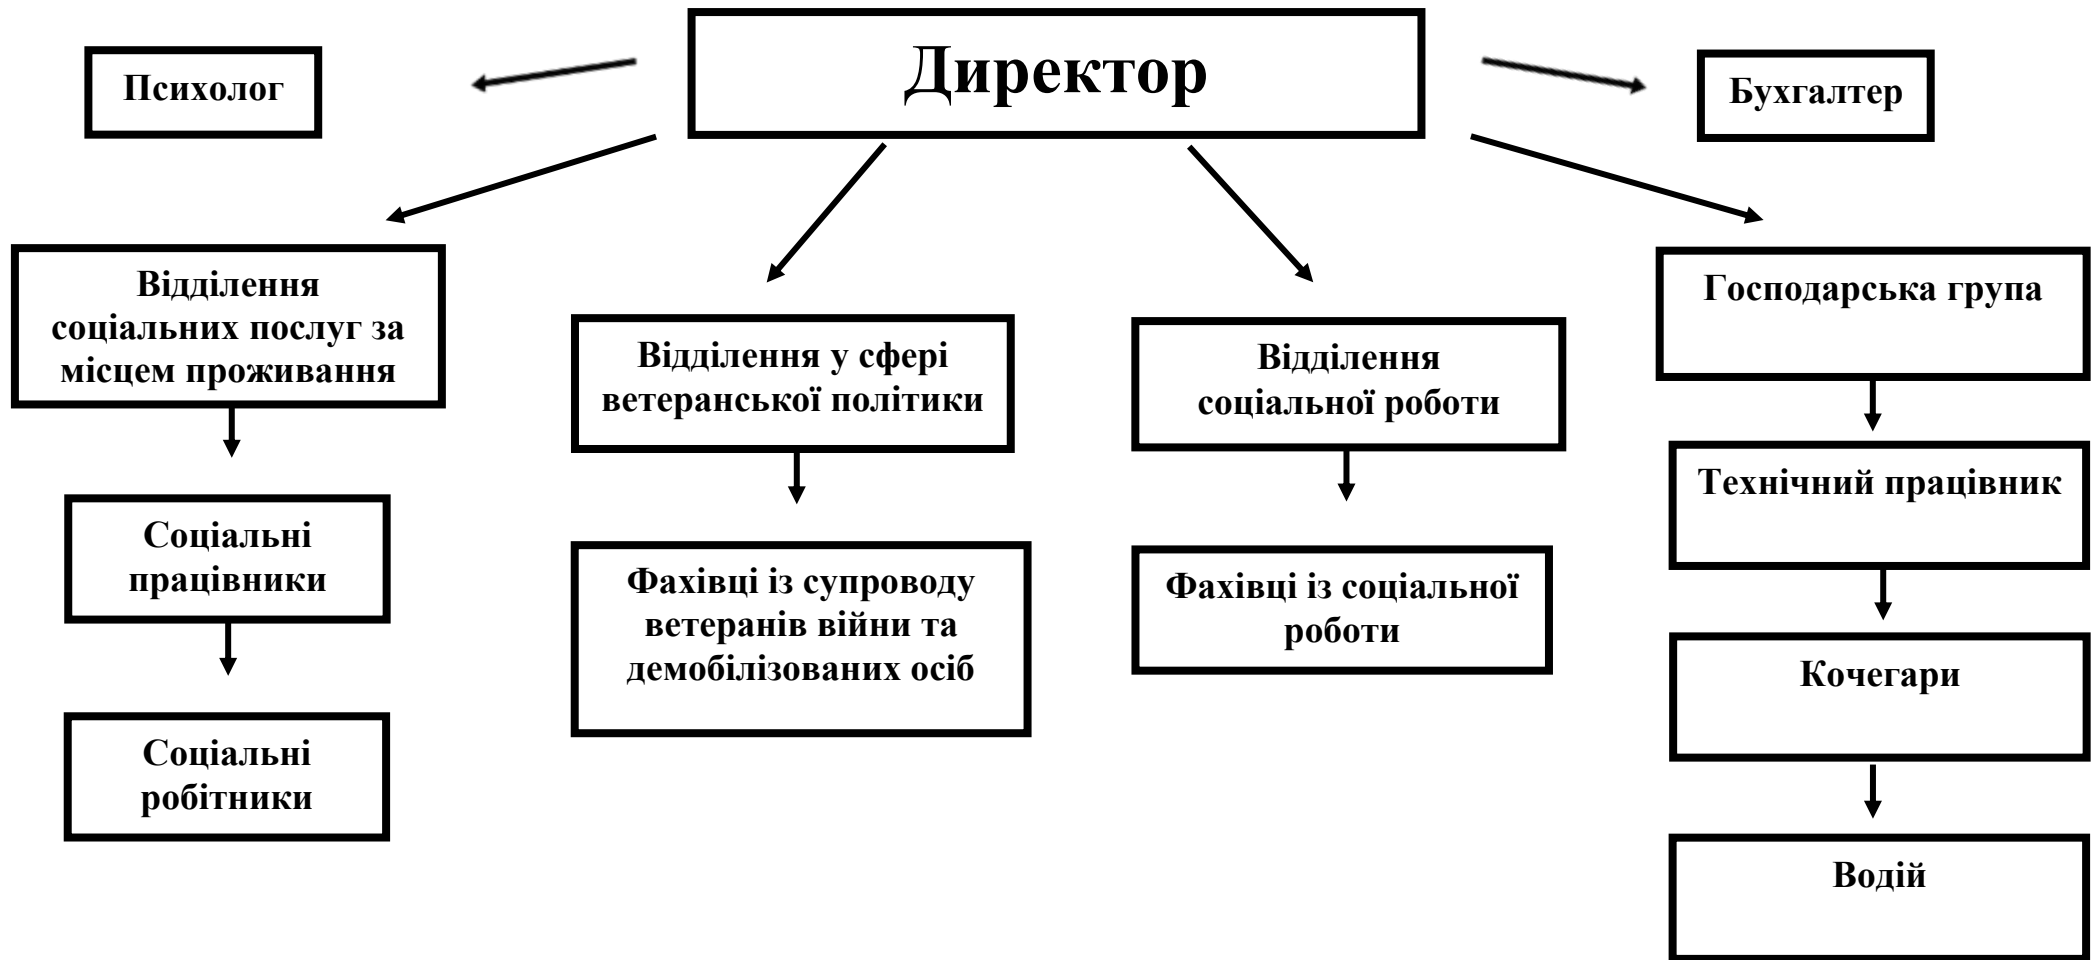 Директор
Психолог
Бухгалтер
Відділення
соціальних послуг за
місцем проживання
Відділення у сфері
ветеранської політики
Відділення
соціальної роботи
Господарська група
Соціальні
працівники
Фахівці із супроводу
ветеранів війни та
демобілізованих осіб
Фахівці із соціальної
роботи
Технічний працівник
Соціальні
робітники
Кочегари
Водій